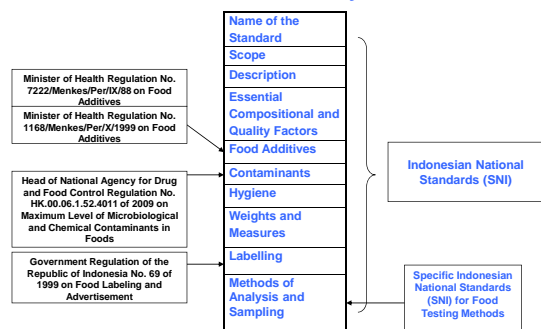 Name of the
Standard
Scope
Description
Essential
Compositional and
Quality Factors
Food Additives
Contaminants
Hygiene
Weights and
Measures
Labelling
Methods of
Analysis and
Sampling
Minister of Health Regulation No.
7222/Menkes/Per/IX/88 on Food
Additives
Minister of Health Regulation No.
1168/Menkes/Per/X/1999 on Food
Additives
Head of National Agency for Drug
and Food Control Regulation No.
HK.00.06.1.52.4011 of 2009 on
Maximum Level of Microbiological
and Chemical Contaminants in
Foods
Government Regulation of the
Republic of Indonesia No. 69 of
1999 on Food Labeling and
Advertisement
Indonesian National
Standards (SNI)
Specific Indonesian
National Standards
(SNI) for Food
Testing Methods